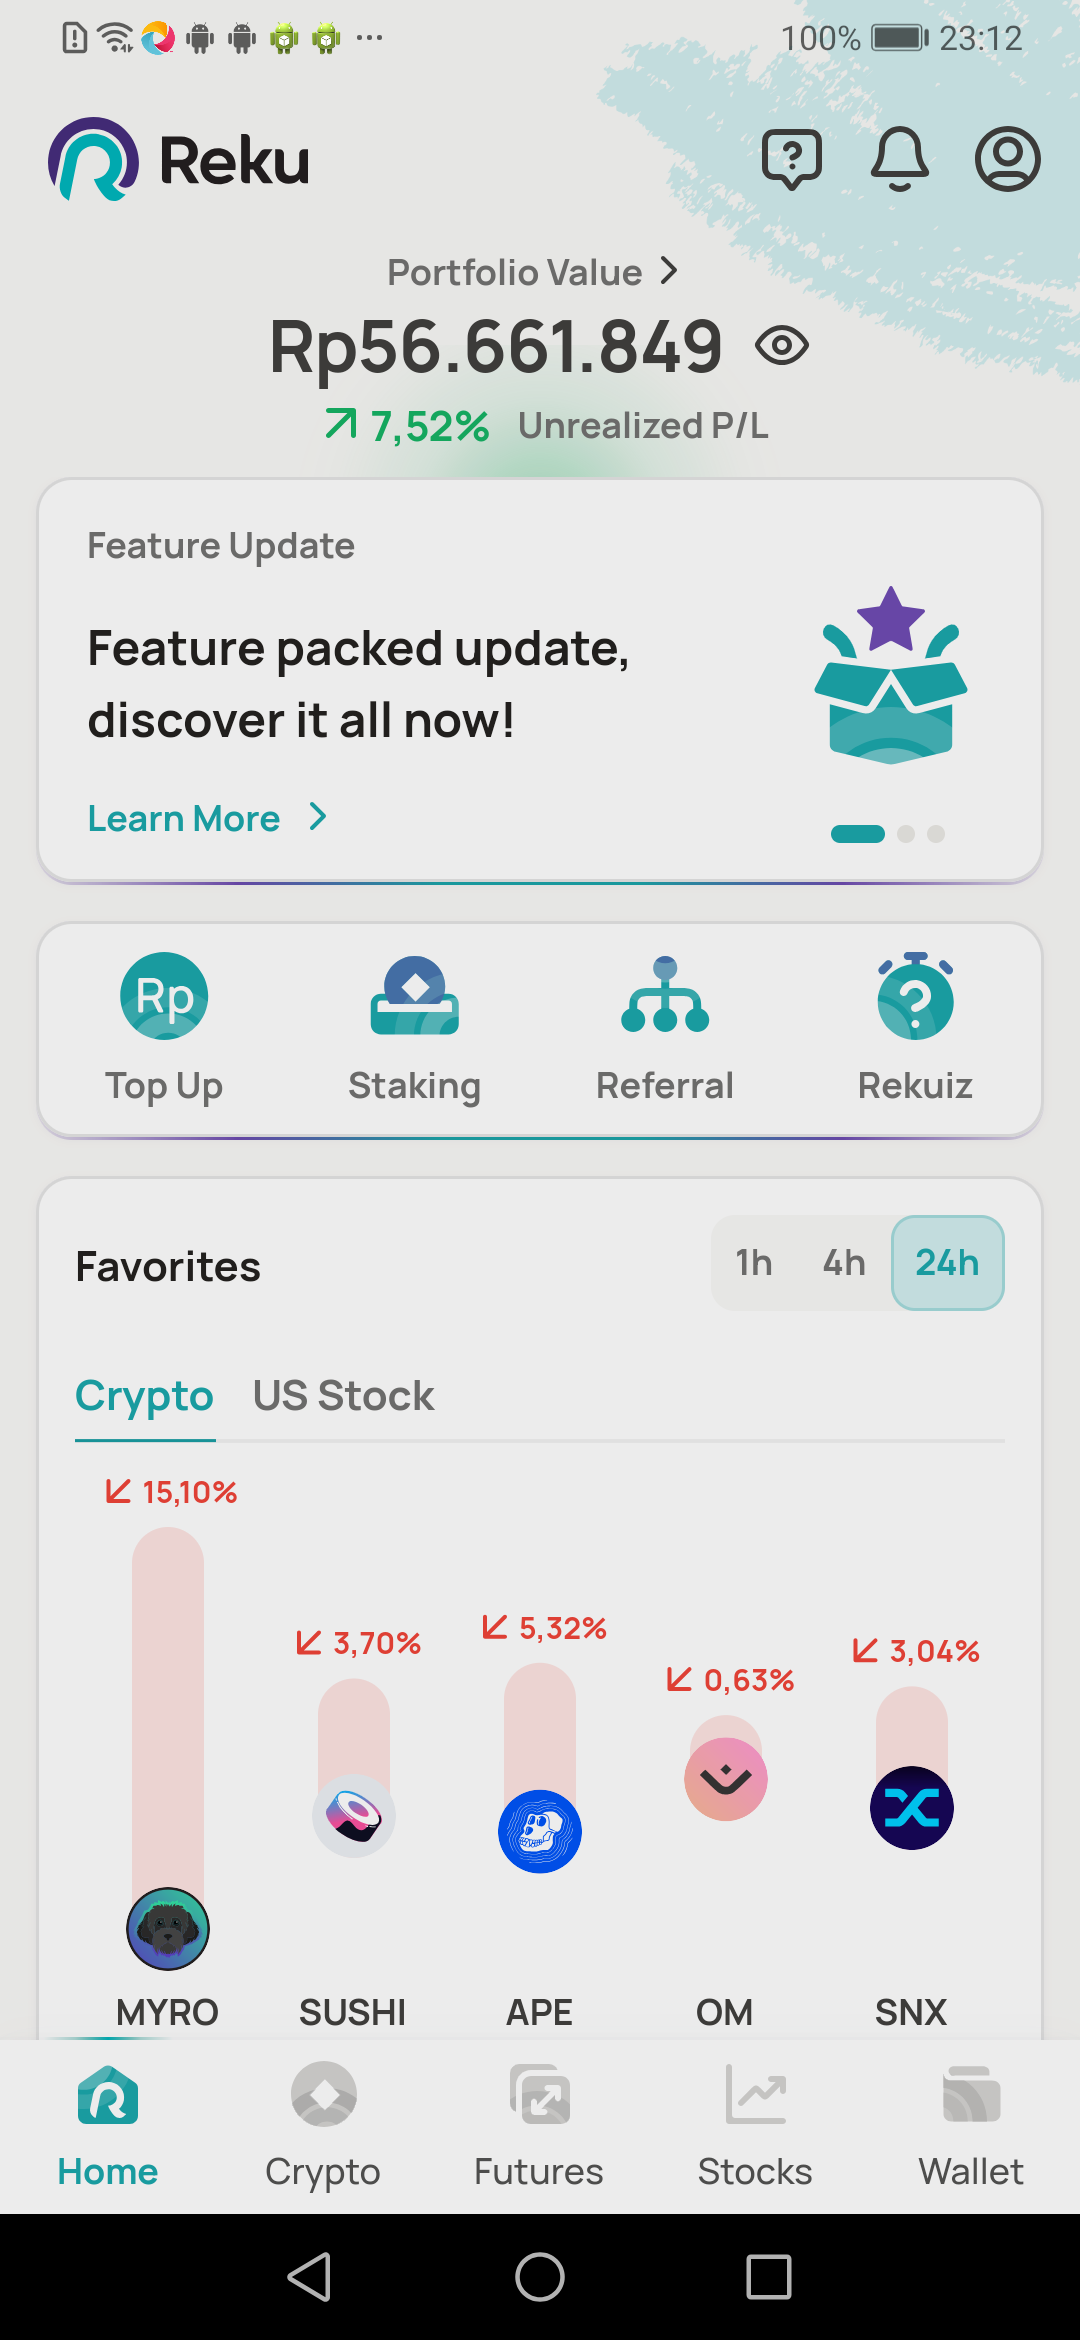 100% 23:12
Reku
Portfolio Value
Rp56.661.849
7,52% Unrealized P/L
Feature Update
Feature packed update,
discover it all now!
Learn More
Rp
Top Up Staking Referral Rekuiz
Favorites 1h 4h 24h
Crypto US Stock
15,10%
3,70% 5,32% 0,63% 3,04%
MYRO SUSHI APE OM SNX
Home Crypto Futures Stocks Wallet